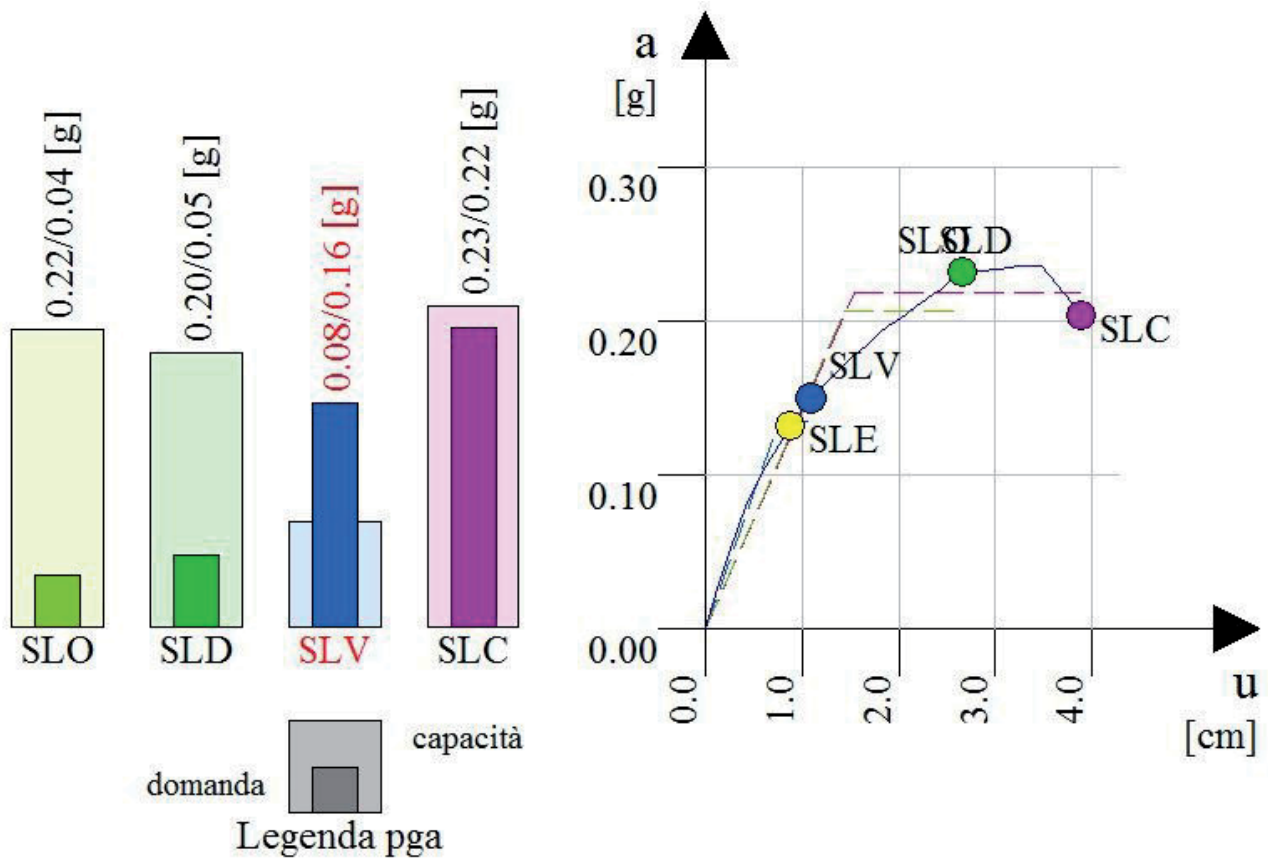 0.22/0.04 [g]
0.20/0.05 [g]
0.08/0.16 [g]
0.23/0.22 [g]
SLO
SLD
SLV
SLC
capacità
domanda
Legenda pga
a
[g]
0.30
0.20
0.10
0.00
SLO
SLD
SLV
SLE
SLC
0.0
1.0
2.0
3.0
4.0
u
[cm]